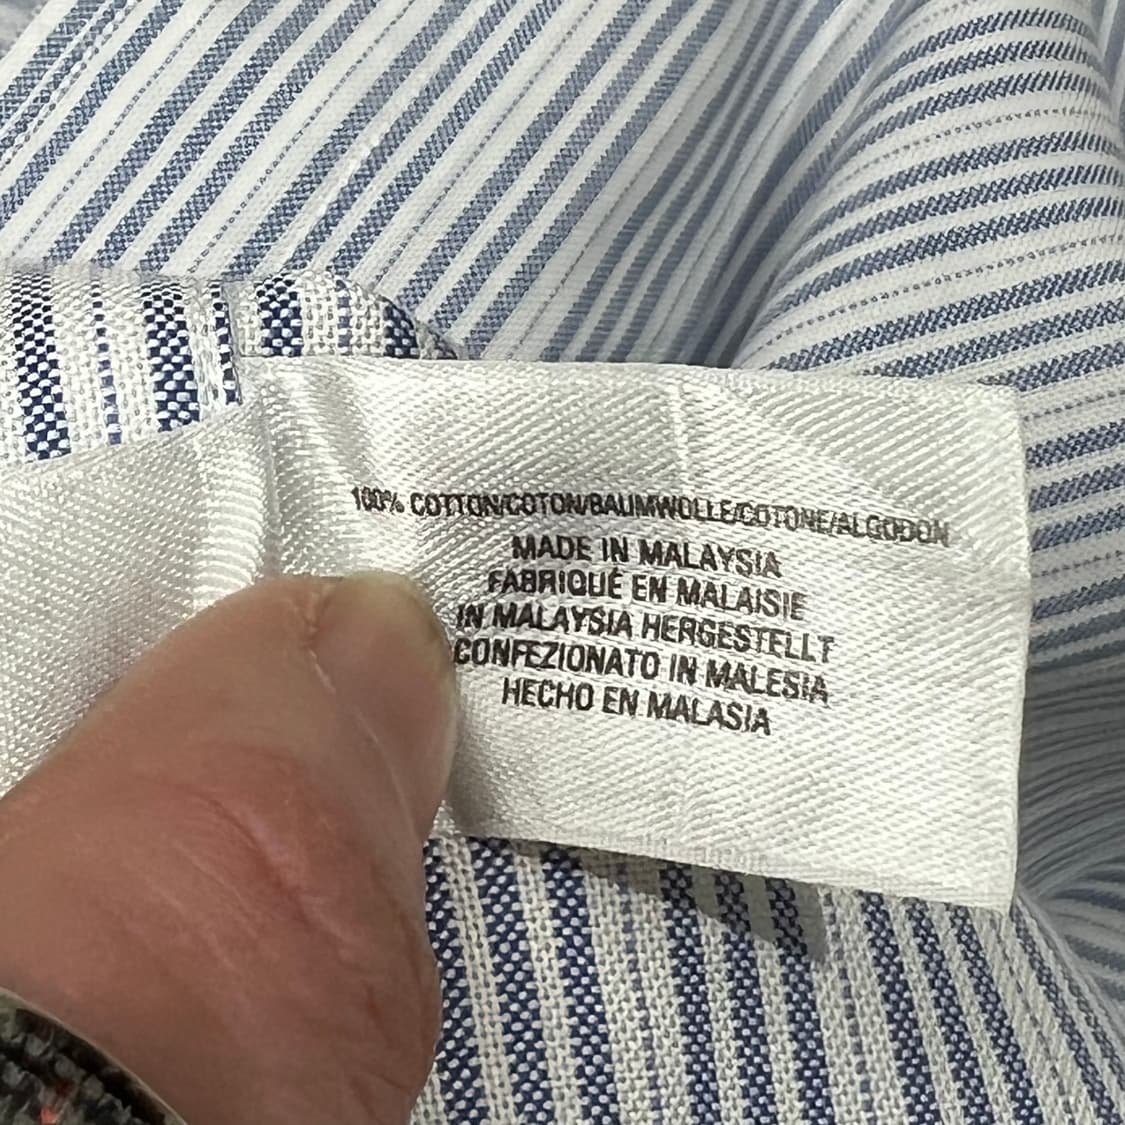 100% COTTON/COTON/BAUMWOLLE/COTONE/ALGODON
MADE IN MALAYSIA
FABRIQUÉ EN MALAISIE
IN MALAYSIA HERGESTELLT
CONFEZIONATO IN MALESIA
HECHO EN MALASIA